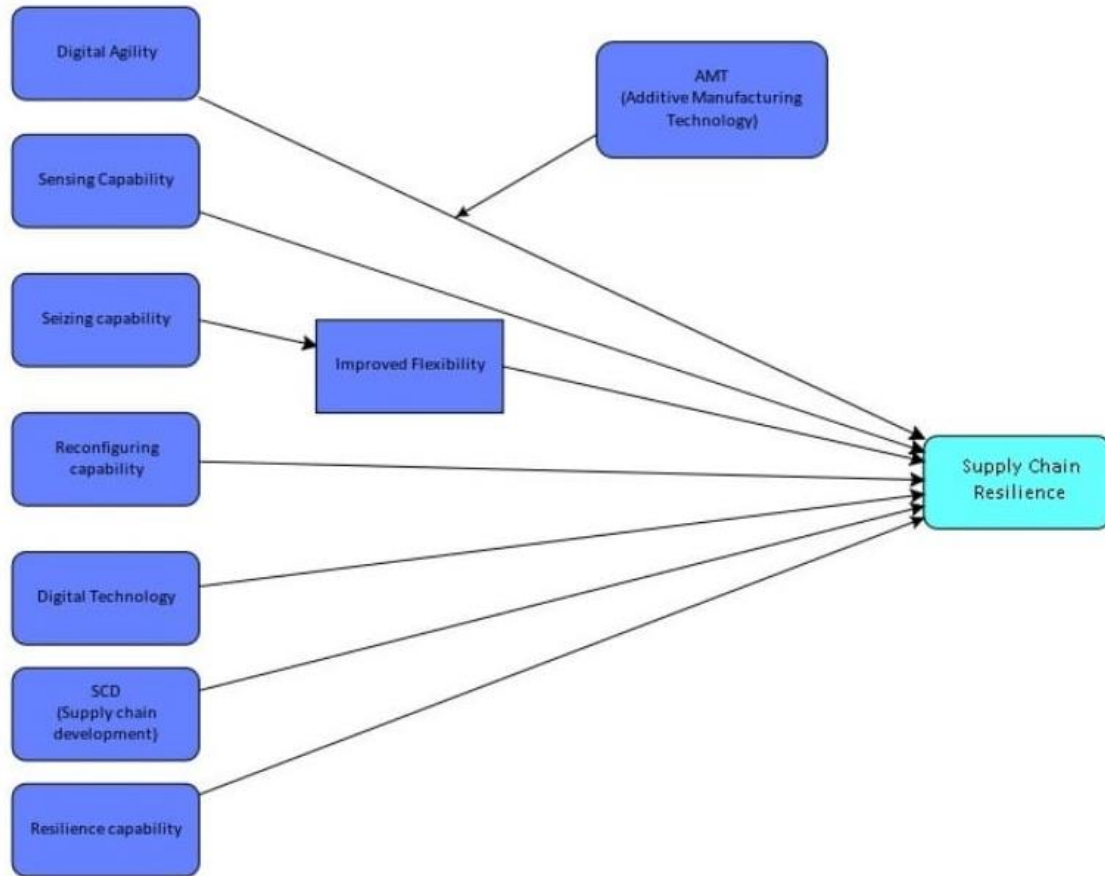 Digital Agility
AMT
(Additive Manufacturing
Technology)
Sensing Capability
Seizing capability
Improved Flexibility
Reconfiguring
capability
Supply Chain
Resilience
Digital Technology
SCD
(Supply chain
development)
Resilience capability